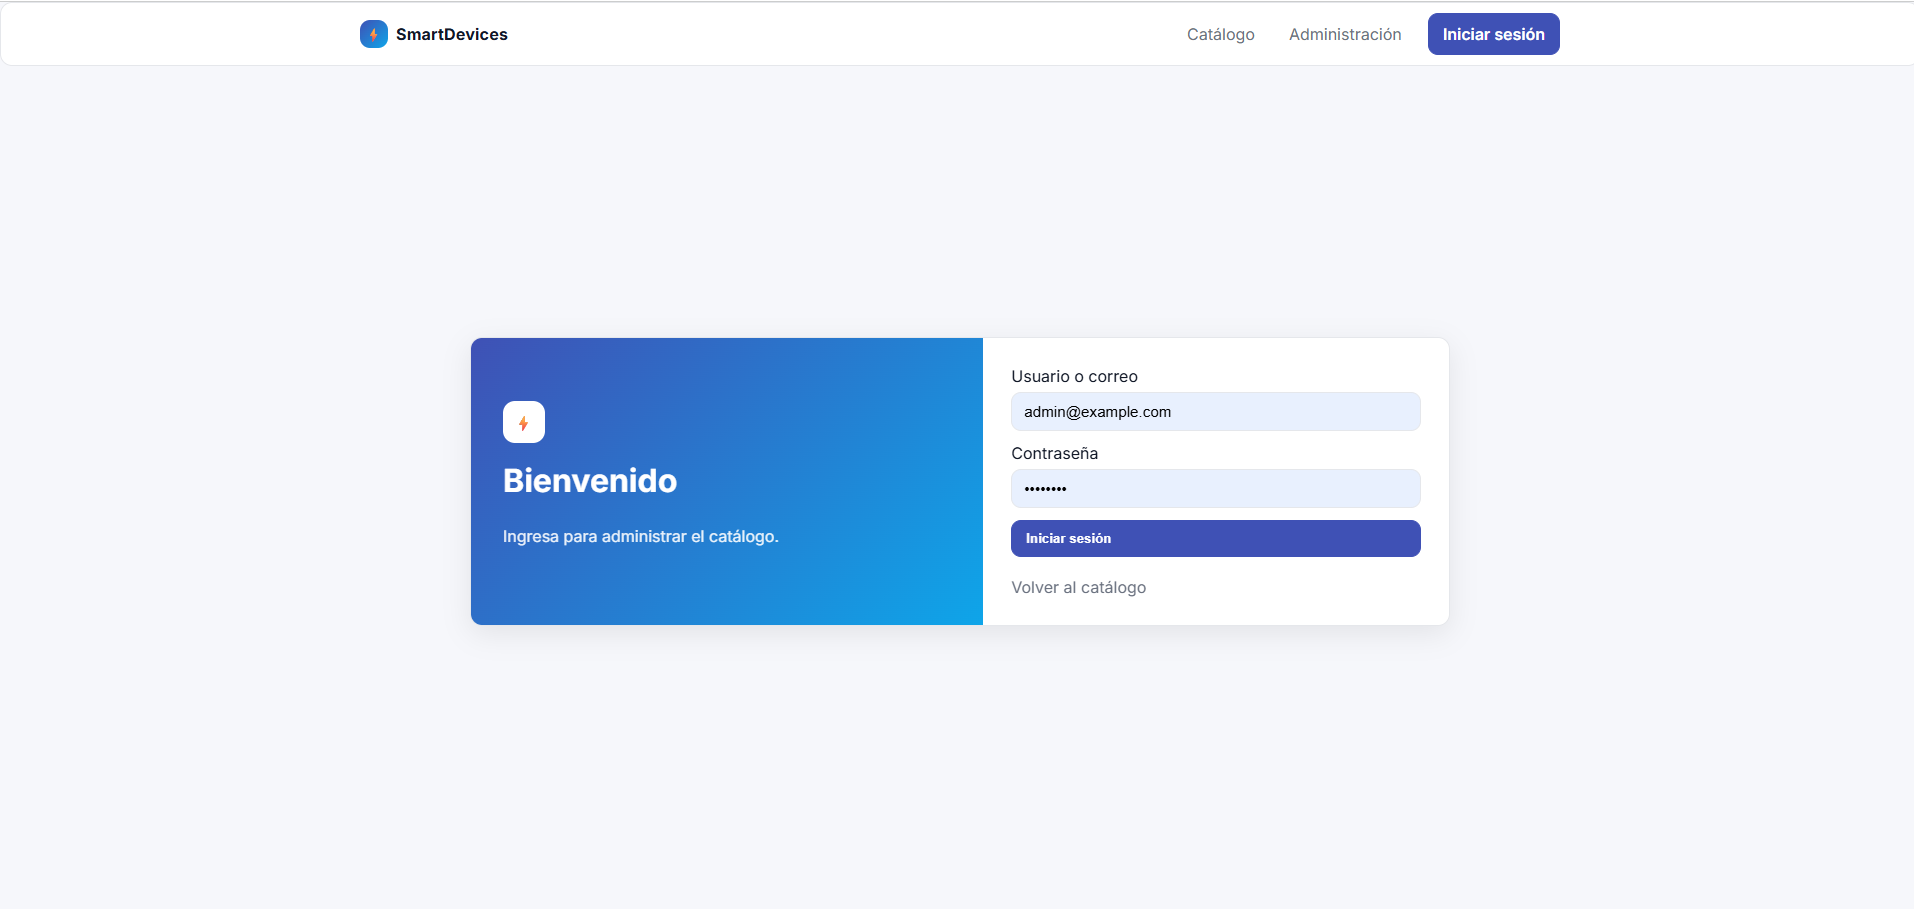 SmartDevices
Catálogo
Administración
Iniciar sesión
Bienvenido
Ingresa para administrar el catálogo.
Usuario o correo
admin@example.com
Contraseña
••••••••
Iniciar sesión
Volver al catálogo